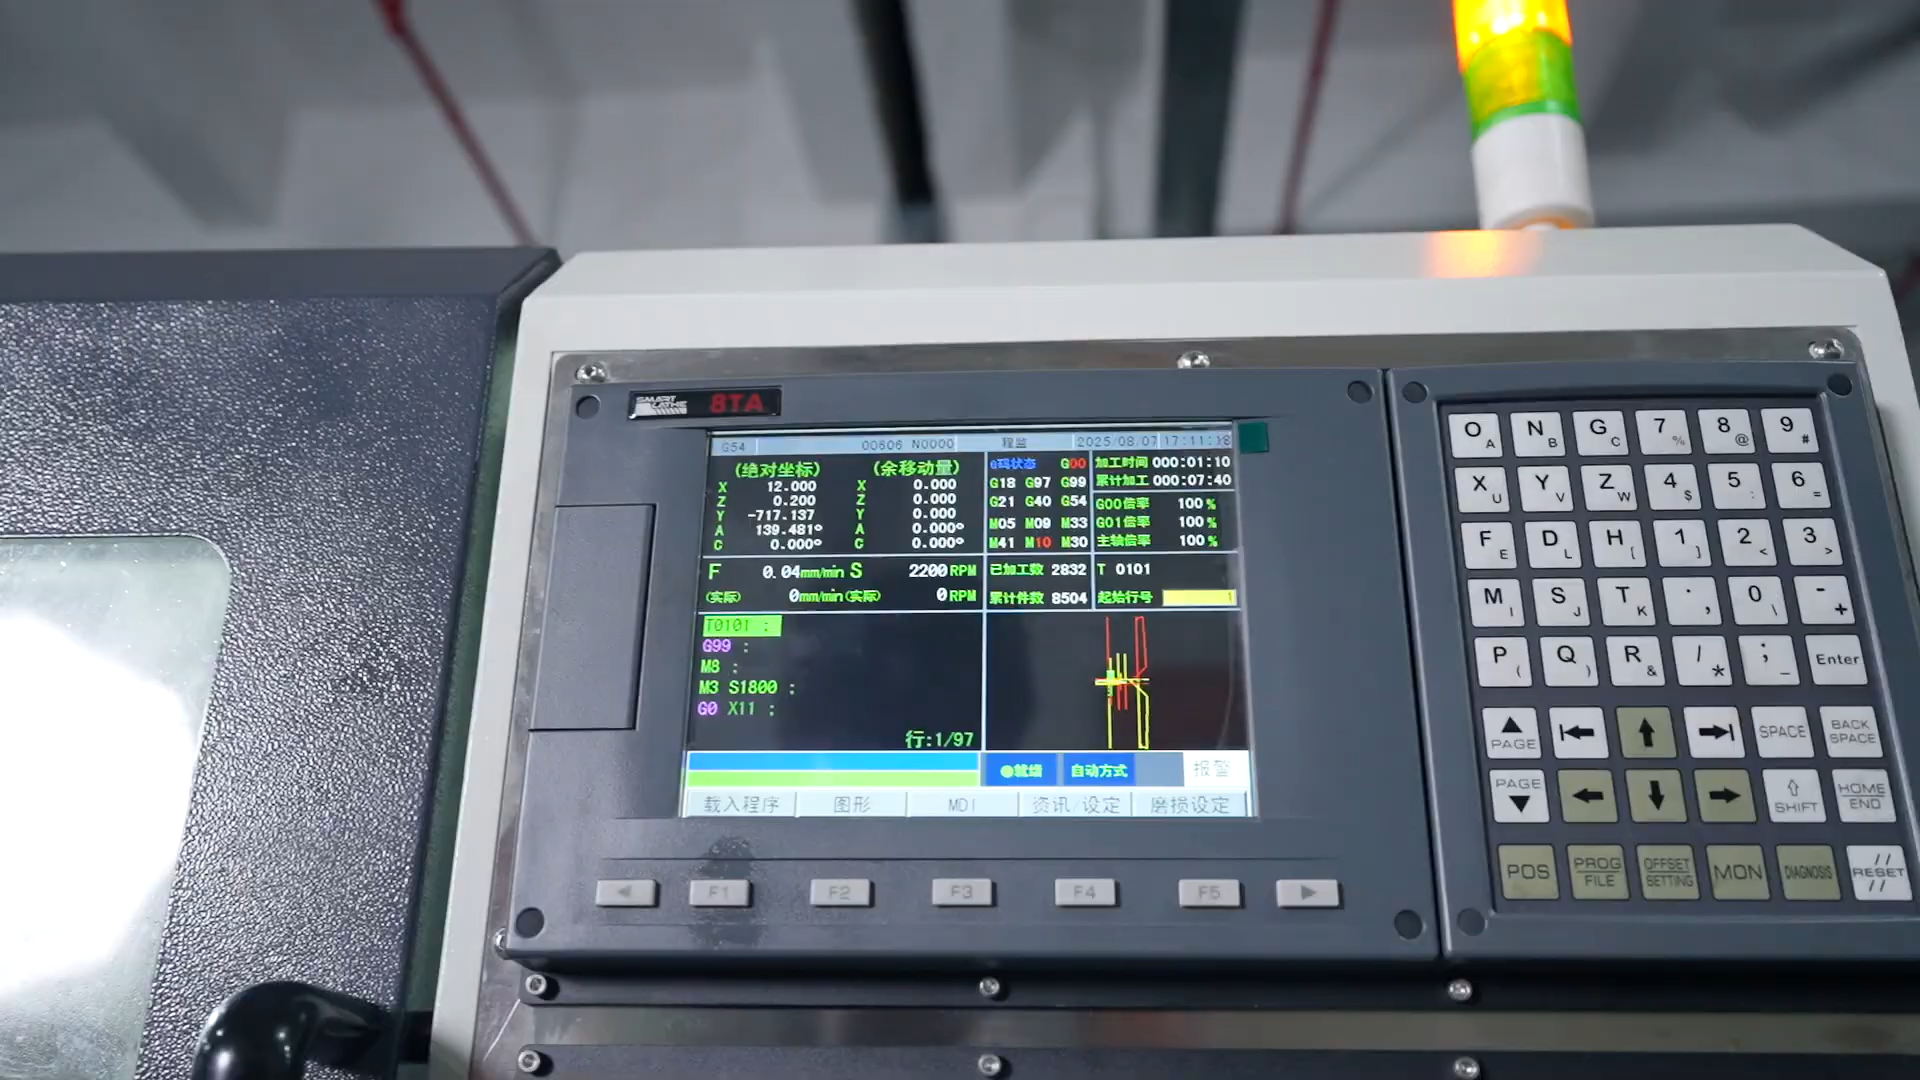 SMART LATHE 8TA
G54 O0606 N0000 程监 2025/08/07 17:11:18
(绝对坐标) (余移动量)
X 12.000 X 0.000
Z 0.200 Z 0.000
Y -717.137 Y 0.000
A 139.481° A 0.000°
C 0.000° C 0.000°
G码状态 G00
G18 G97 G99
G21 G40 G54
M05 M09 M33
M41 M10 M30
加工时间 000:01:10
累计加工 000:07:40
G00倍率 100 %
G01倍率 100 %
主轴倍率 100 %
F 0.04mm/min S 2200 RPM
(实际) 0mm/min (实际) 0 RPM
已加工数 2832 T 0101
累计件数 8504 起始行号 1
T0101 ;
G99 ;
M8 ;
M3 S1800 ;
G0 X11 ;
行:1/97
就绪 自动方式 报警
载入程序 图形 MDI 资讯/设定 磨损设定
F1 F2 F3 F4 F5
O A N B G C 7 % 8 @ 9 #
X U Y V Z W 4 $ 5 : 6 =
F E D L H [ 1 ] 2 < 3 >
M I S J T K . , 0 \ - +
P ( Q ) R & / * ; _ Enter
PAGE SPACE BACK SPACE
PAGE SHIFT HOME END
POS PROG FILE OFFSET SETTING MON DIAGNOSIS // RESET //